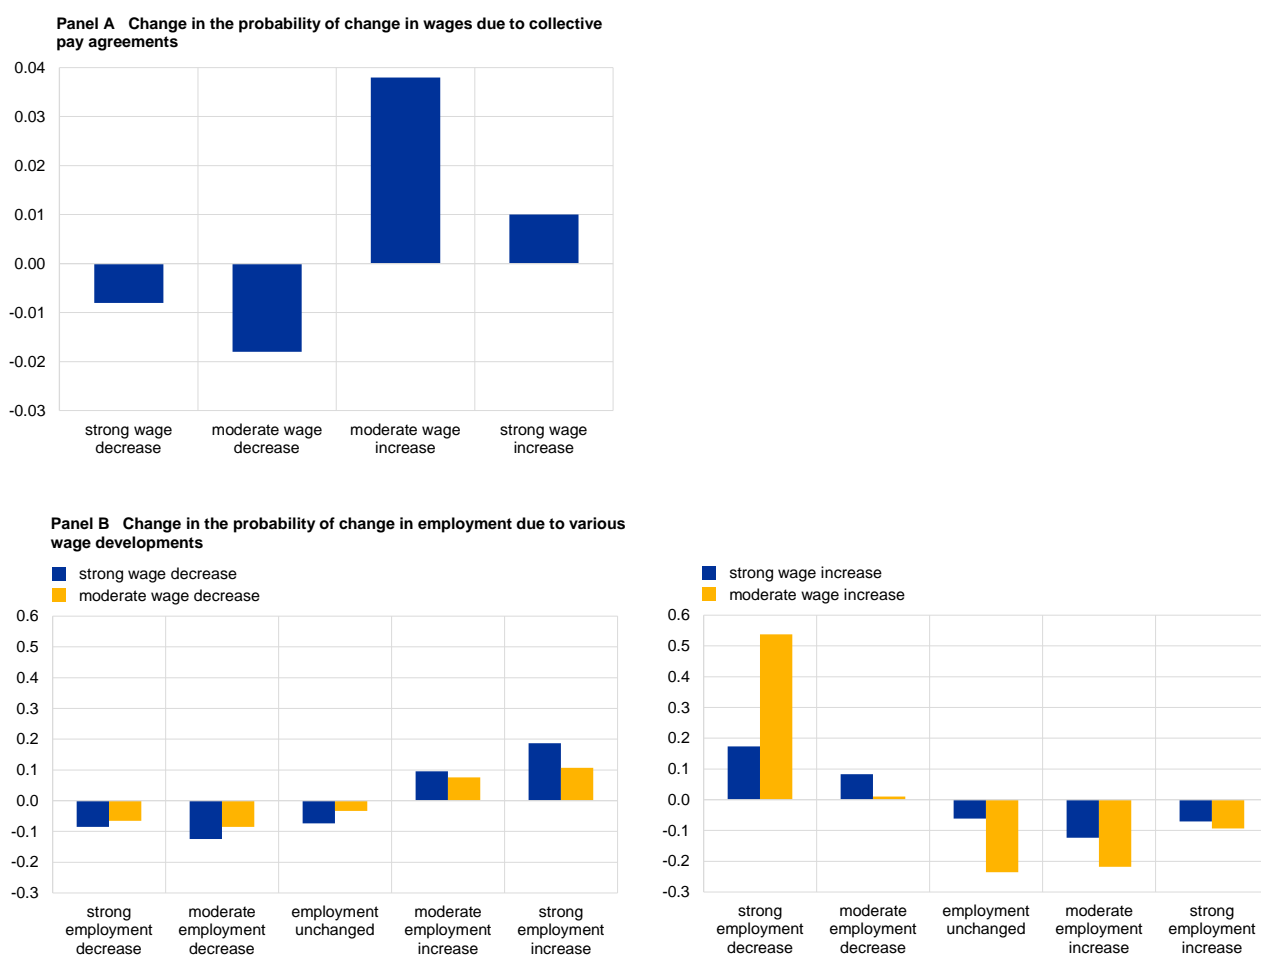 Panel A   Change in the probability of change in wages due to collective
pay agreements
0.04
0.03
0.02
0.01
0.00
-0.01
-0.02
-0.03
strong wage
decrease
moderate wage
decrease
moderate wage
increase
strong wage
increase
Panel B   Change in the probability of change in employment due to various
wage developments
strong wage decrease
moderate wage decrease
0.6
0.5
0.4
0.3
0.2
0.1
0.0
-0.1
-0.2
-0.3
strong
employment
decrease
moderate
employment
decrease
employment
unchanged
moderate
employment
increase
strong
employment
increase
strong wage increase
moderate wage increase
0.6
0.5
0.4
0.3
0.2
0.1
0.0
-0.1
-0.2
-0.3
strong
employment
decrease
moderate
employment
decrease
employment
unchanged
moderate
employment
increase
strong
employment
increase